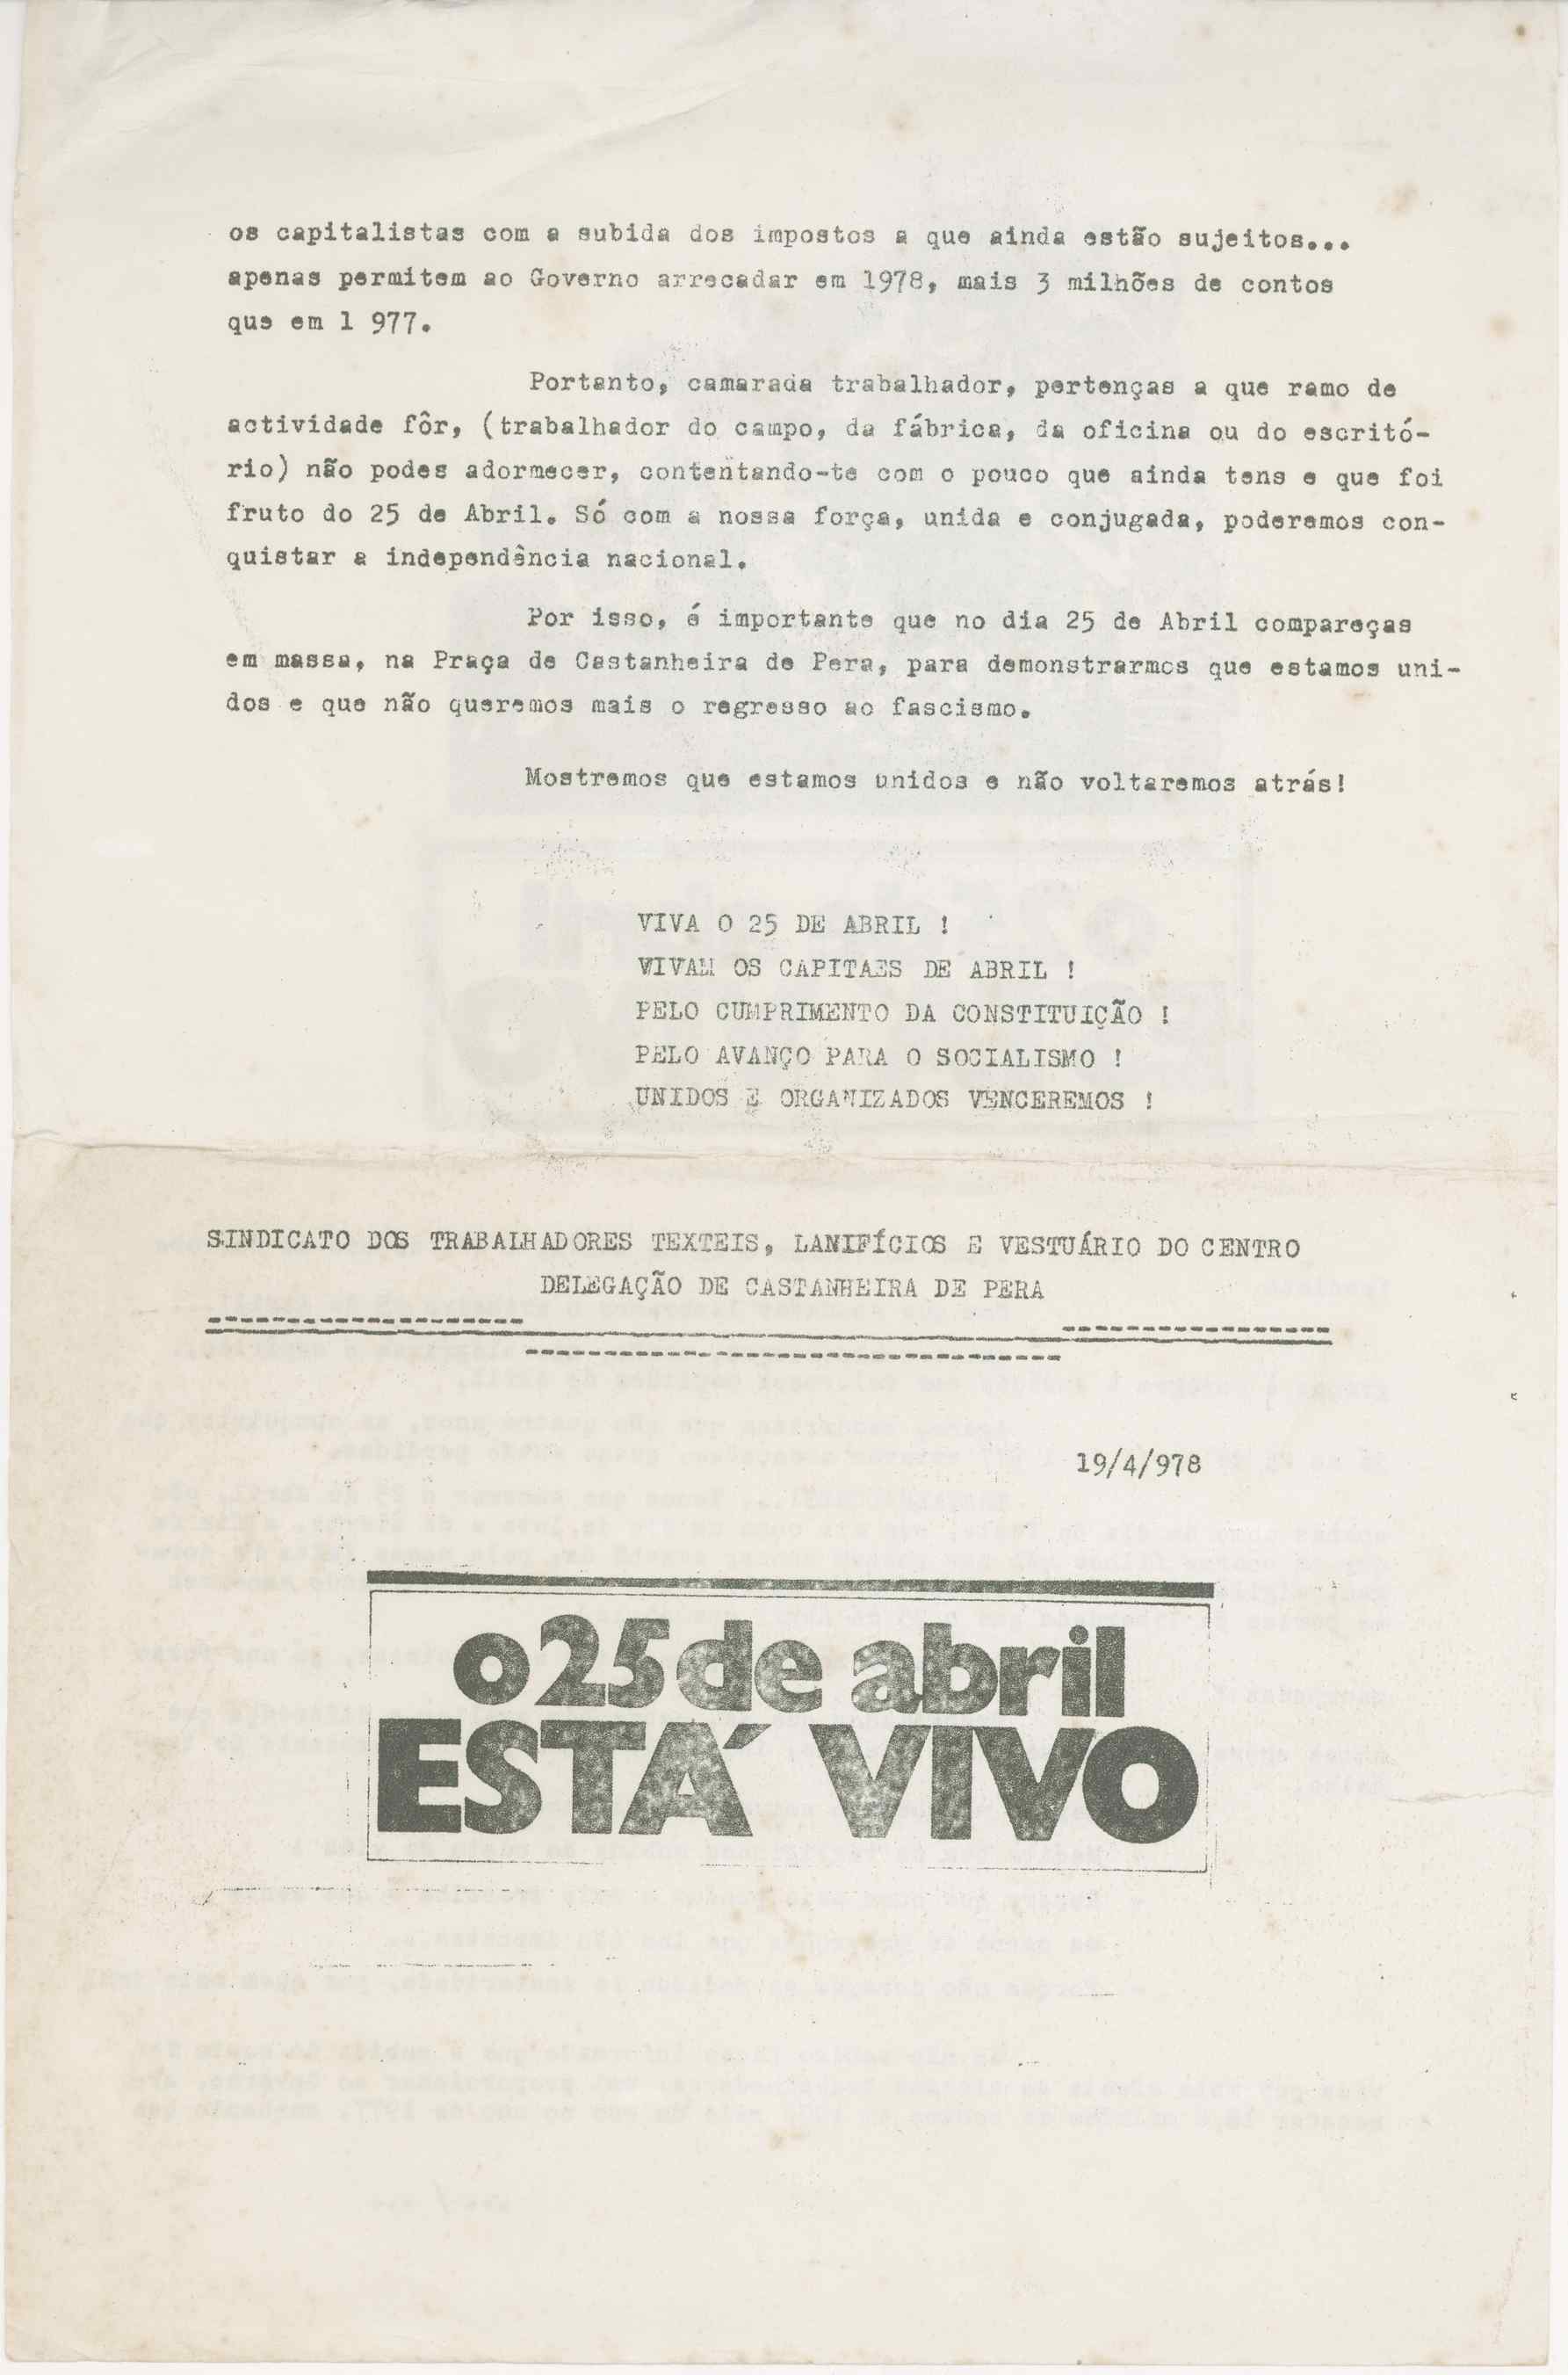 os capitalistas com a subida dos impostos a que ainda estão sujeitos...
apenas permitem ao Governo arrecadar em 1978, mais 3 milhões de contos
que em 1 977.
Portanto, camarada trabalhador, pertenças a que ramo de
actividade fôr, (trabalhador do campo, da fábrica, da oficina ou do escritó-
rio) não podes adormecer, contentando-te com o pouco que ainda tens e que foi
fruto do 25 de Abril. Só com a nossa força, unida e conjugada, poderemos con-
quistar a independência nacional.
Por isso, é importante que no dia 25 de Abril compareças
em massa, na Praça de Castanheira de Pera, para demonstrarmos que estamos uni-
dos e que não queremos mais o regresso ao fascismo.
Mostremos que estamos unidos e não voltaremos atrás!
VIVA O 25 DE ABRIL !
VIVAM OS CAPITAES DE ABRIL !
PELO CUMPRIMENTO DA CONSTITUIÇÃO !
PELO AVANÇO PARA O SOCIALISMO !
UNIDOS E ORGANIZADOS VENCEREMOS !
SINDICATO DOS TRABALHADORES TEXTEIS, LANIFÍCIOS E VESTUÁRIO DO CENTRO
DELEGAÇÃO DE CASTANHEIRA DE PERA
19/4/978
o 25 de abril
ESTÁ VIVO